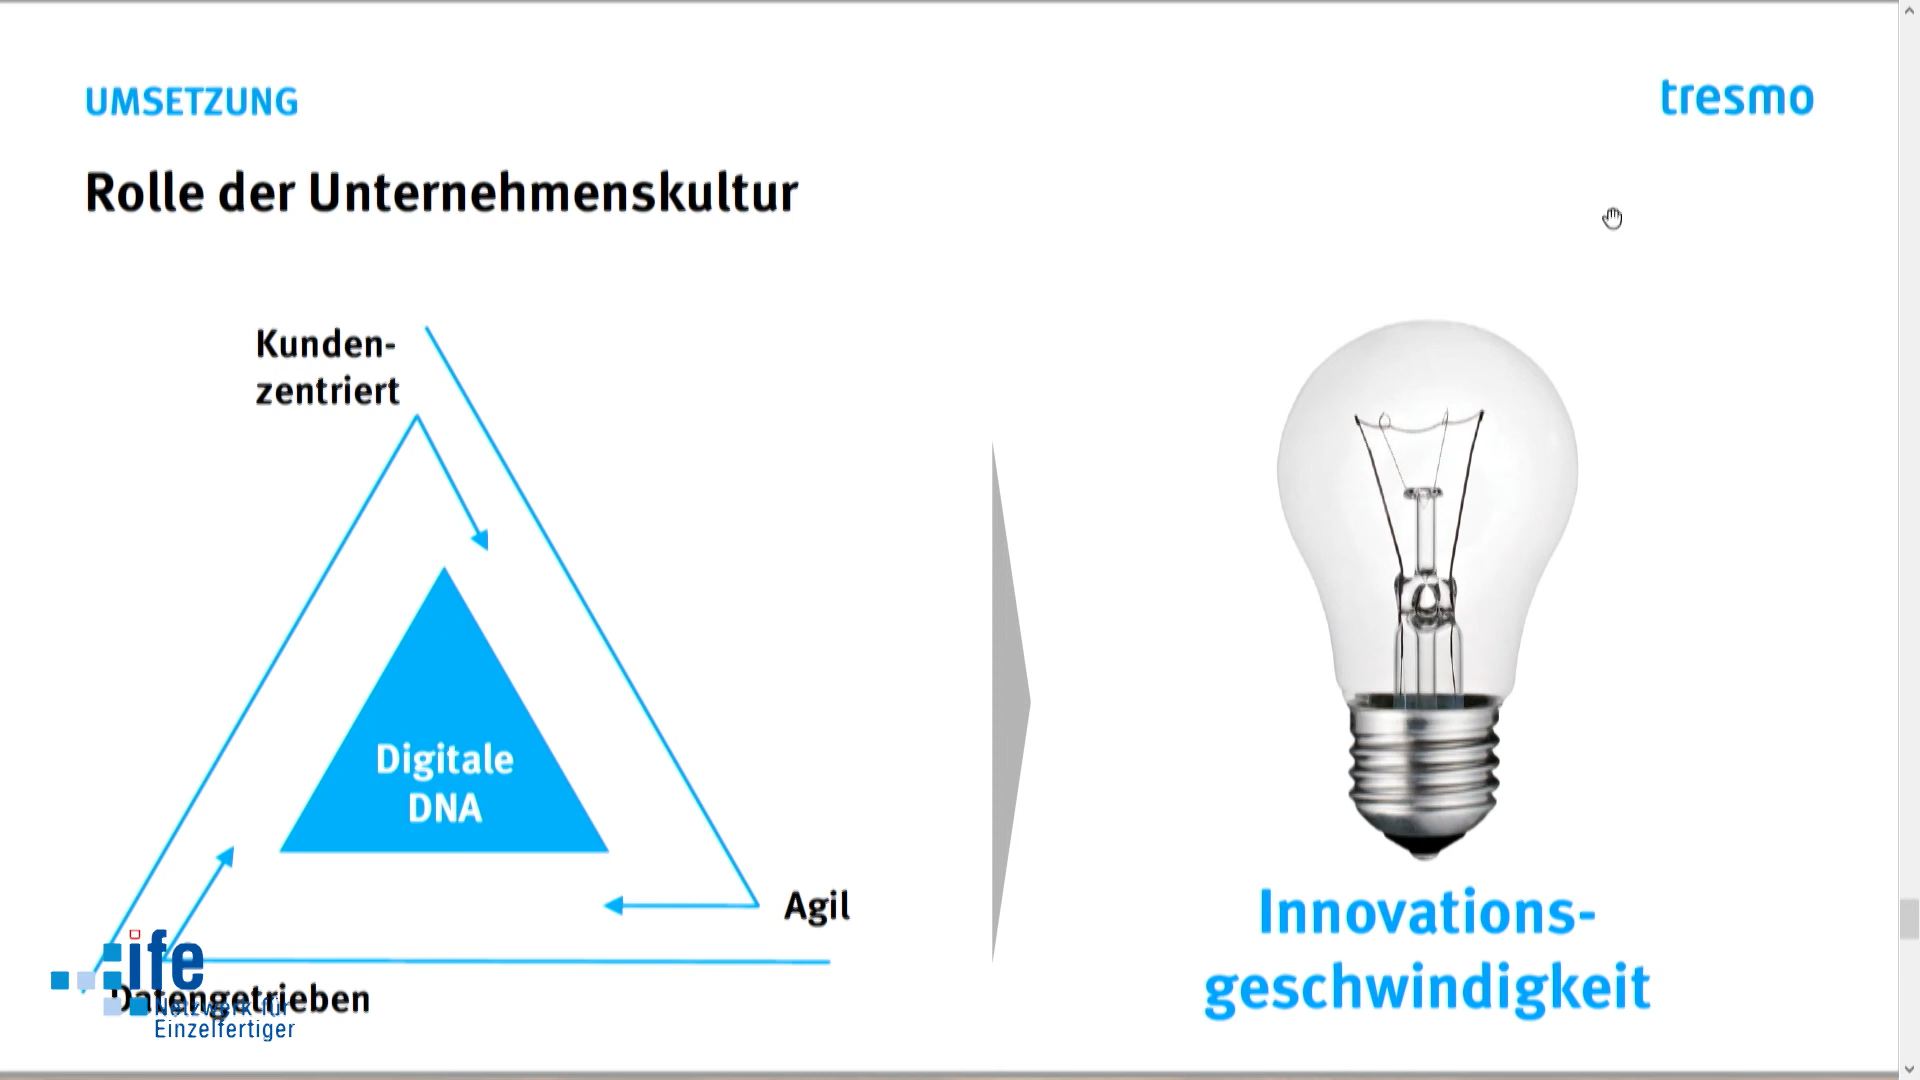 UMSETZUNG
tresmo
Rolle der Unternehmenskultur
Kunden-
zentriert
Digitale
DNA
Agil
Datengetrieben
ife
Netzwerk für
Einzelfertiger
Innovations-
geschwindigkeit